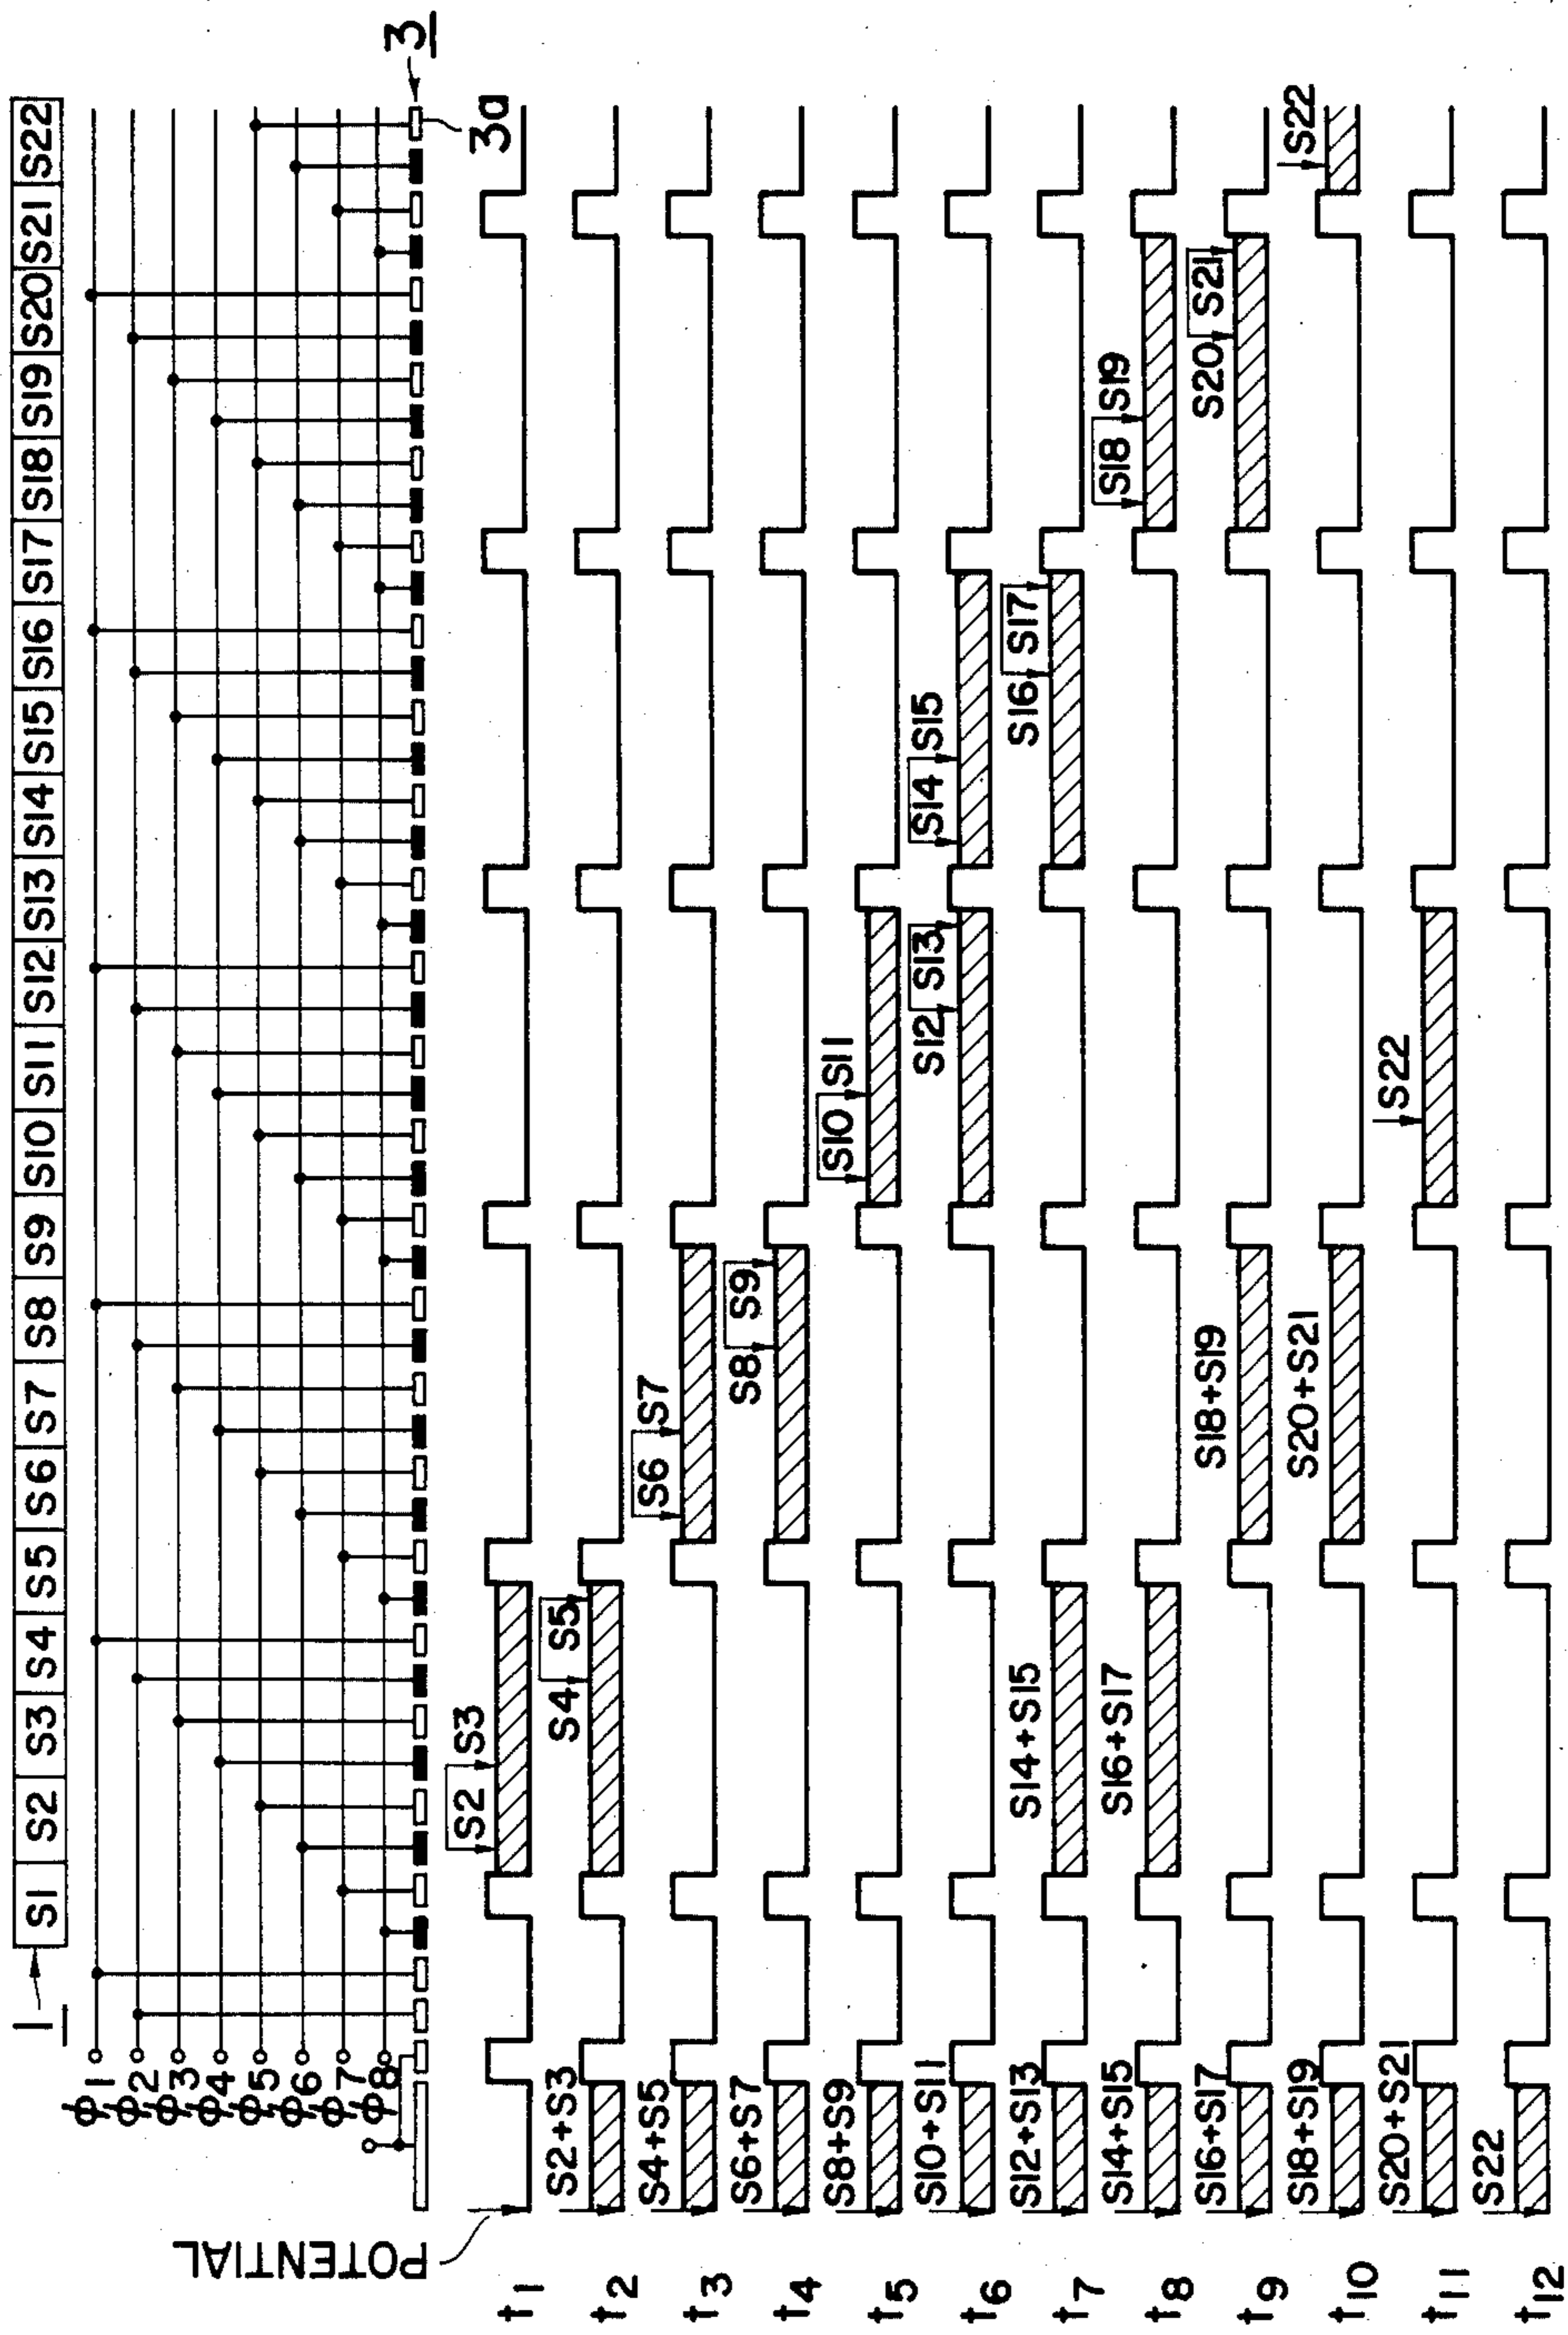 1
S1 S2 S3 S4 S5 S6 S7 S8 S9 S10 S11 S12 S13 S14 S15 S16 S17 S18 S19 S20 S21 S22
ϕ1
ϕ2
ϕ3
ϕ4
ϕ5
ϕ6
ϕ7
ϕ8
3
3a
POTENTIAL
t1
S2 S3
t2
S2+S3
S4 S5
t3
S4+S5
S6 S7
t4
S6+S7
S8 S9
t5
S8+S9
S10 S11
t6
S10+S11
S12 S13
S14 S15
t7
S12+S13
S14+S15
S16 S17
t8
S14+S15
S16+S17
S18 S19
t9
S16+S17
S18+S19
S20 S21
t10
S18+S19
S20+S21
S22
t11
S20+S21
S22
t12
S22